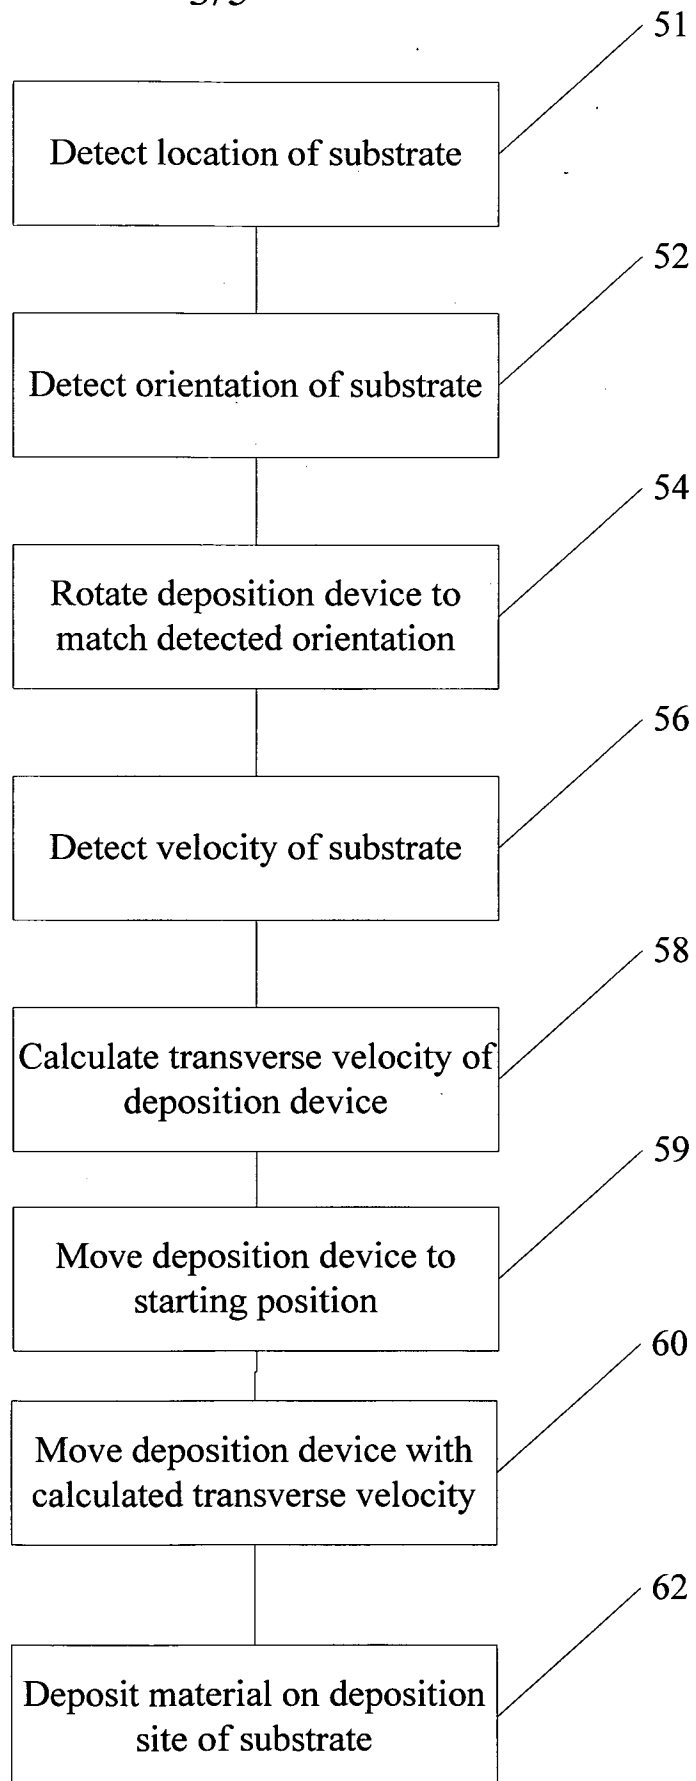 51
Detect location of substrate
52
Detect orientation of substrate
54
Rotate deposition device to
match detected orientation
56
Detect velocity of substrate
58
Calculate transverse velocity of
deposition device
59
Move deposition device to
starting position
60
Move deposition device with
calculated transverse velocity
62
Deposit material on deposition
site of substrate